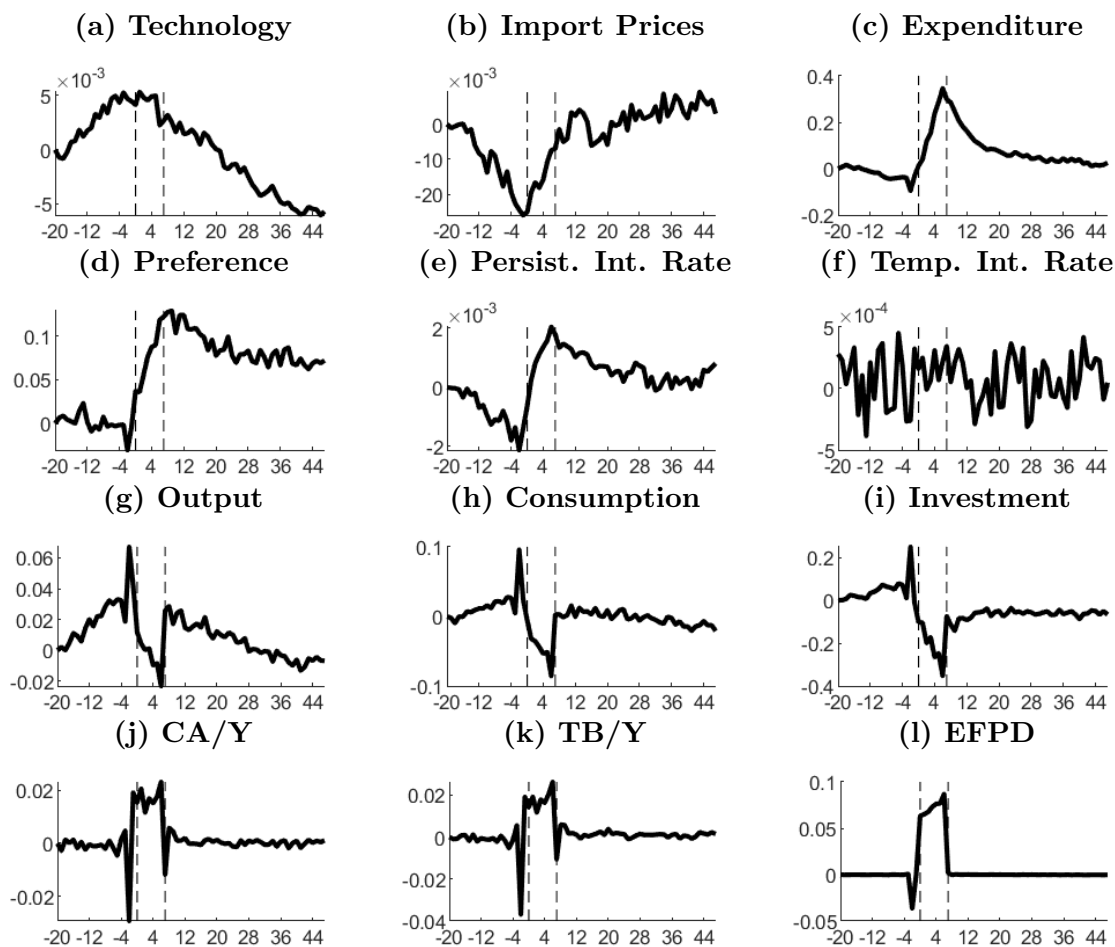 (a) Technology (b) Import Prices (c) Expenditure
×10⁻³ ×10⁻³ 0.4
5 0 0.2
0 -10 0
-5 -20 -0.2
-20 -12 -4 4 12 20 28 36 44 -20 -12 -4 4 12 20 28 36 44 -20 -12 -4 4 12 20 28 36 44
(d) Preference (e) Persist. Int. Rate (f) Temp. Int. Rate
×10⁻³ ×10⁻⁴
0.1 2 5
0.05 0 0
0 -2 -5
-20 -12 -4 4 12 20 28 36 44 -20 -12 -4 4 12 20 28 36 44 -20 -12 -4 4 12 20 28 36 44
(g) Output (h) Consumption (i) Investment
0.06 0.1 0.2
0.04 0 0
0.02 -0.1 -0.2
0 -0.4
-0.02
-20 -12 -4 4 12 20 28 36 44 -20 -12 -4 4 12 20 28 36 44 -20 -12 -4 4 12 20 28 36 44
(j) CA/Y (k) TB/Y (l) EFPD
0.02 0.02 0.1
0 0 0.05
-0.02 -0.02 0
-0.04 -0.05
-20 -12 -4 4 12 20 28 36 44 -20 -12 -4 4 12 20 28 36 44 -20 -12 -4 4 12 20 28 36 44